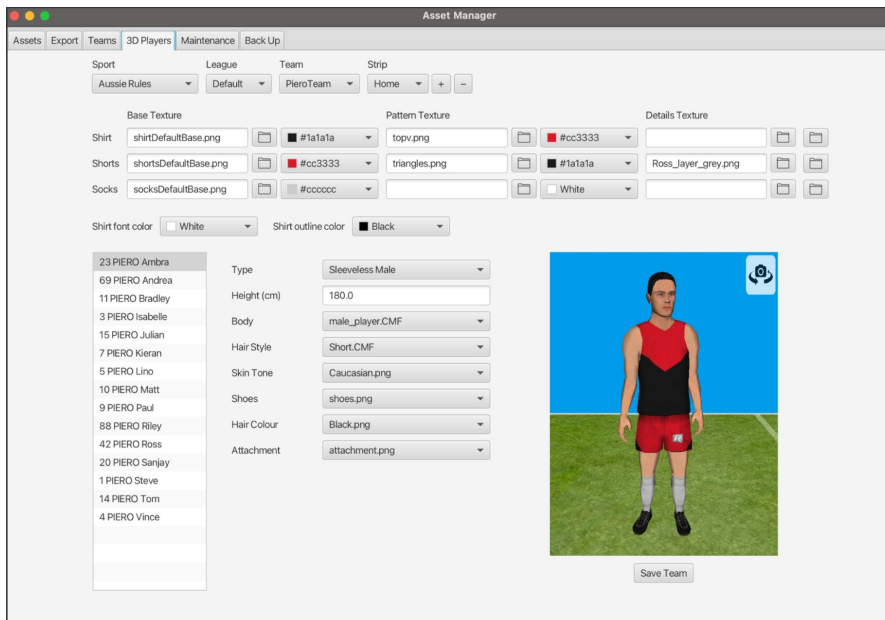 Asset Manager
Assets Export Teams 3D Players Maintenance Back Up
Sport League Team Strip
Aussie Rules Default PieroTeam Home + −
Base Texture Pattern Texture Details Texture
Shirt shirtDefaultBase.png #1a1a1a topv.png #cc3333
Shorts shortsDefaultBase.png #cc3333 triangles.png #1a1a1a Ross_layer_grey.png
Socks socksDefaultBase.png #cccccc White
Shirt font color White Shirt outline color Black
23 PIERO Ambra
69 PIERO Andrea
11 PIERO Bradley
3 PIERO Isabelle
15 PIERO Julian
7 PIERO Kieran
5 PIERO Lino
10 PIERO Matt
9 PIERO Paul
88 PIERO Riley
42 PIERO Ross
20 PIERO Sanjay
1 PIERO Steve
14 PIERO Tom
4 PIERO Vince
Type Sleeveless Male
Height (cm) 180.0
Body male_player.CMF
Hair Style Short.CMF
Skin Tone Caucasian.png
Shoes shoes.png
Hair Colour Black.png
Attachment attachment.png
Save Team